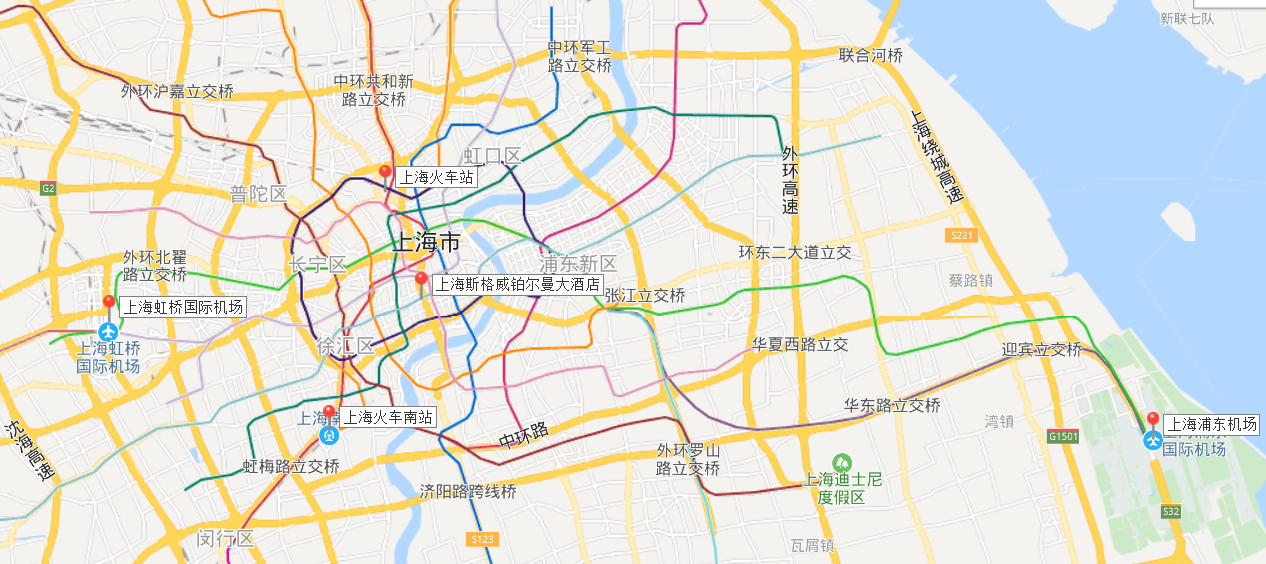 新联七队
中环军工
路立交桥
联合河桥
中环共和新
路立交桥
外环沪嘉立交桥
上海绕城高速
虹口区
外环高速
上海火车站
G2
普陀区
上海市
S221
外环北翟
路立交桥
长宁区
浦东新区
环东二大道立交
蔡路镇
上海斯格威铂尔曼大酒店
张江立交桥
上海虹桥国际机场
上海虹桥
国际机场
徐汇区
华夏西路立交
迎宾立交桥
华东路立交桥
上海火车南站
上海南
湾镇
上海浦东机场
国际机场
沈海高速
中环路
G1501
虹梅路立交桥
外环罗山
路立交桥
上海迪士尼
度假区
济阳路跨线桥
S32
闵行区
S123
瓦屑镇